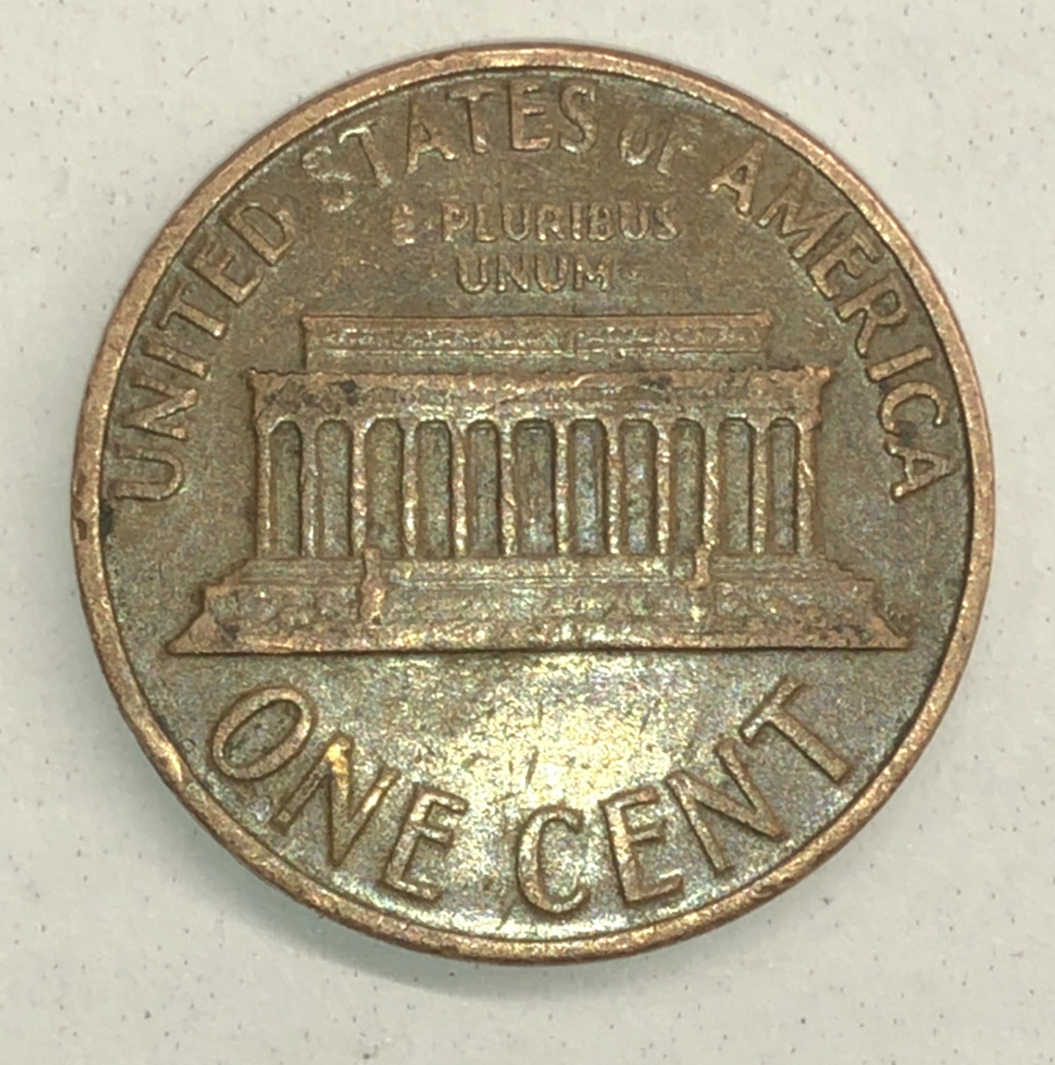 UNITED STATES OF AMERICA
E PLURIBUS
UNUM
ONE CENT